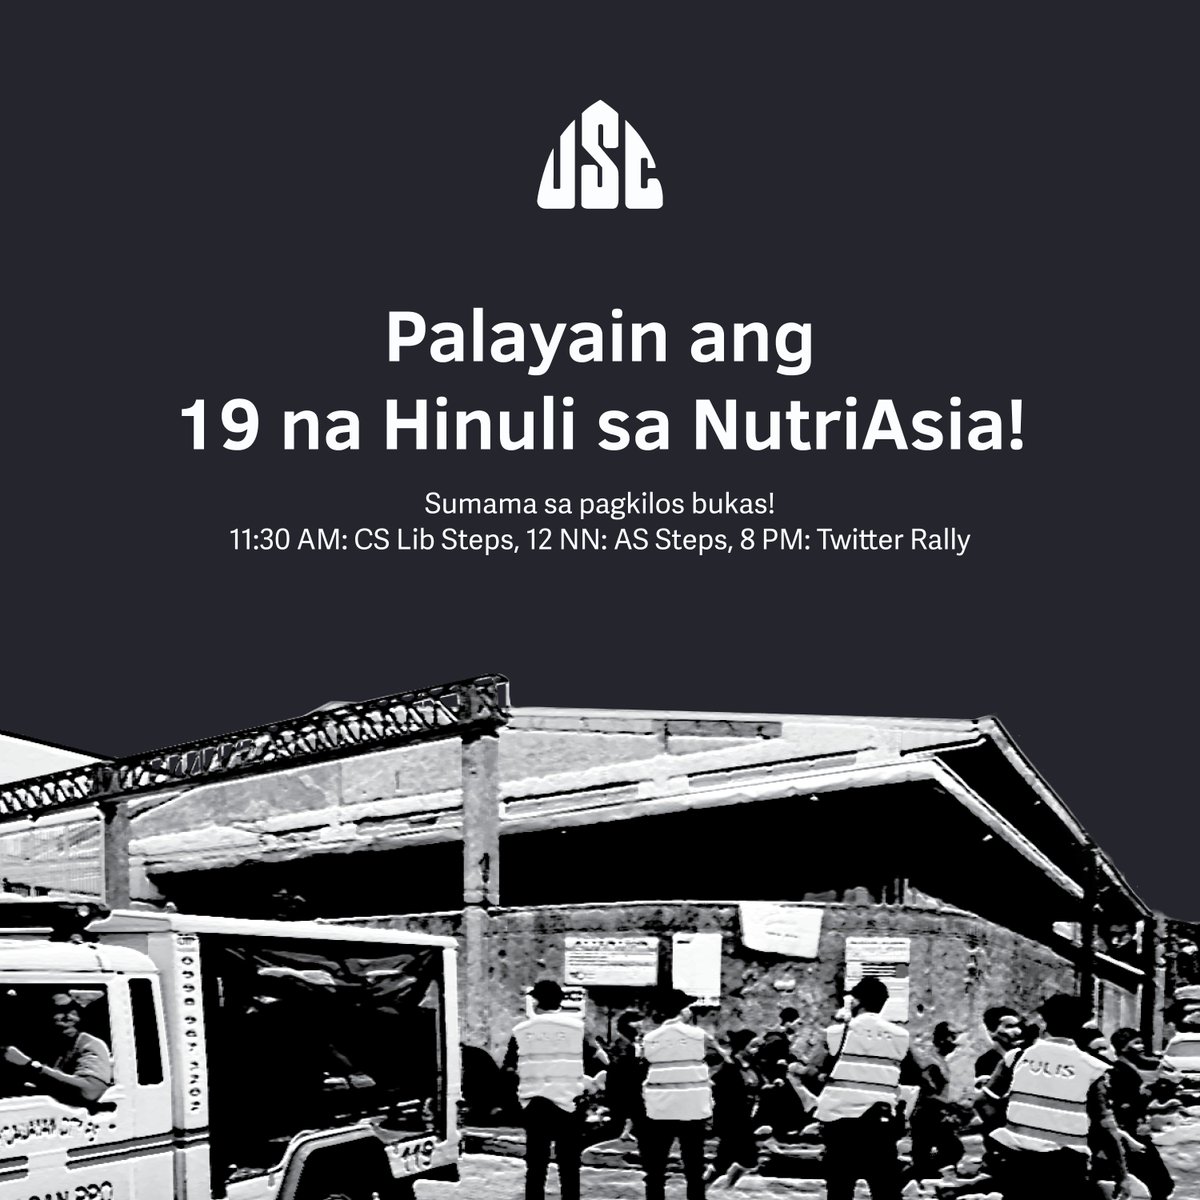 USC
Palayain ang
19 na Hinuli sa NutriAsia!
Sumama sa pagkilos bukas!
11:30 AM: CS Lib Steps, 12 NN: AS Steps, 8 PM: Twitter Rally
PULIS
119